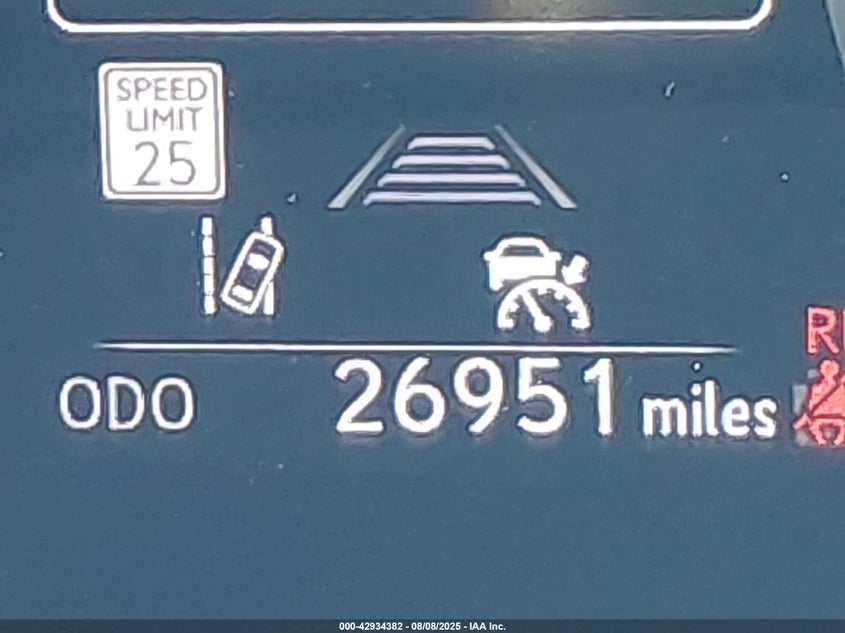 SPEED
LIMIT
25
ODO 26951 miles
000-42934382 - 08/08/2025 - IAA Inc.